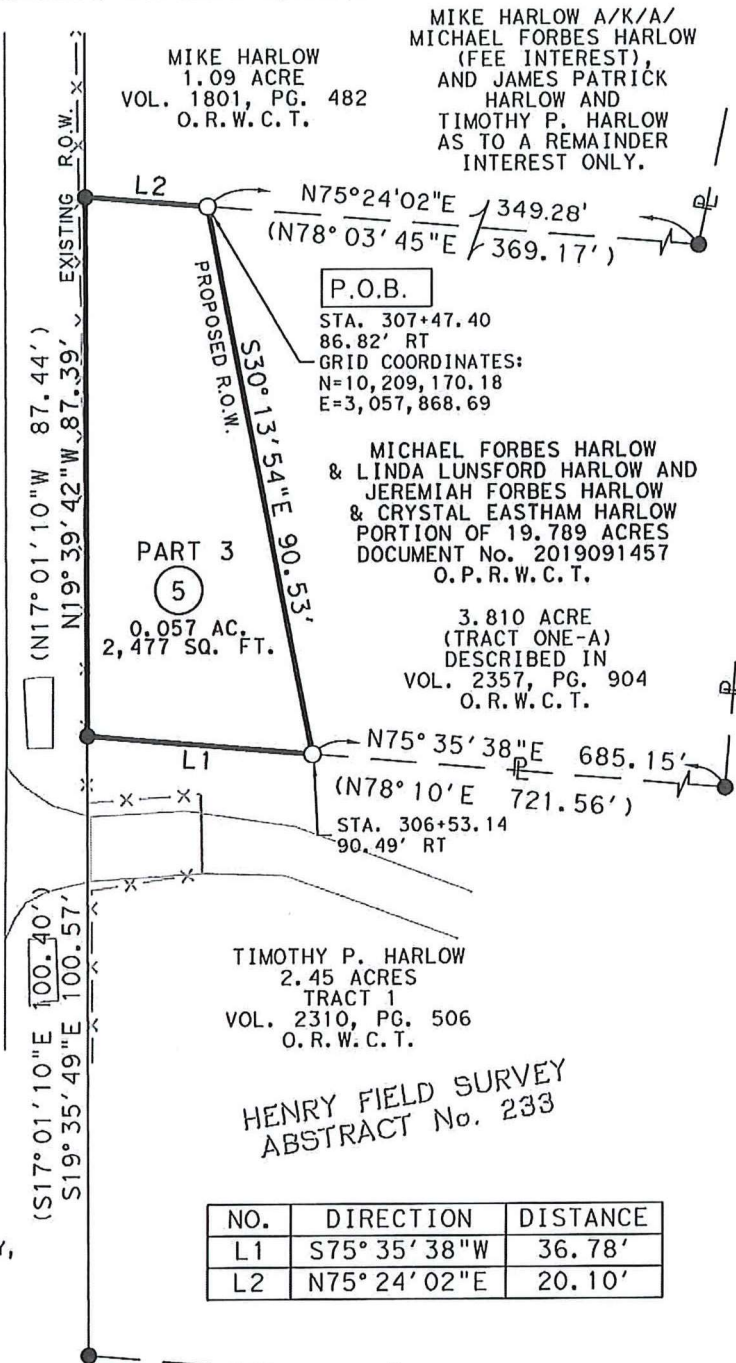 MIKE HARLOW
1.09 ACRE
VOL. 1801, PG. 482
O.R.W.C.T.
MIKE HARLOW A/K/A/
MICHAEL FORBES HARLOW
(FEE INTEREST),
AND JAMES PATRICK
HARLOW AND
TIMOTHY P. HARLOW
AS TO A REMAINDER
INTEREST ONLY.
EXISTING R.O.W.
L2
N75°24'02"E 349.28'
(N78°03'45"E 369.17')
P.O.B.
STA. 307+47.40
86.82' RT
GRID COORDINATES:
N=10,209,170.18
E=3,057,868.69
PROPOSED R.O.W.
S30°13'54"E 90.53'
(N17°01'10"W 87.44')
N19°39'42"W 87.39'
MICHAEL FORBES HARLOW
& LINDA LUNSFORD HARLOW AND
JEREMIAH FORBES HARLOW
& CRYSTAL EASTHAM HARLOW
PORTION OF 19.789 ACRES
DOCUMENT No. 2019091457
O.P.R.W.C.T.
PART 3
5
0.057 AC.
2,477 SQ. FT.
3.810 ACRE
(TRACT ONE-A)
DESCRIBED IN
VOL. 2357, PG. 904
O.R.W.C.T.
L1
N75°35'38"E 685.15'
(N78°10'E 721.56')
STA. 306+53.14
90.49' RT
(S17°01'10"E 100.40')
S19°35'49"E 100.57'
TIMOTHY P. HARLOW
2.45 ACRES
TRACT 1
VOL. 2310, PG. 506
O.R.W.C.T.
HENRY FIELD SURVEY
ABSTRACT No. 233
NO. DIRECTION DISTANCE
L1 S75°35'38"W 36.78'
L2 N75°24'02"E 20.10'